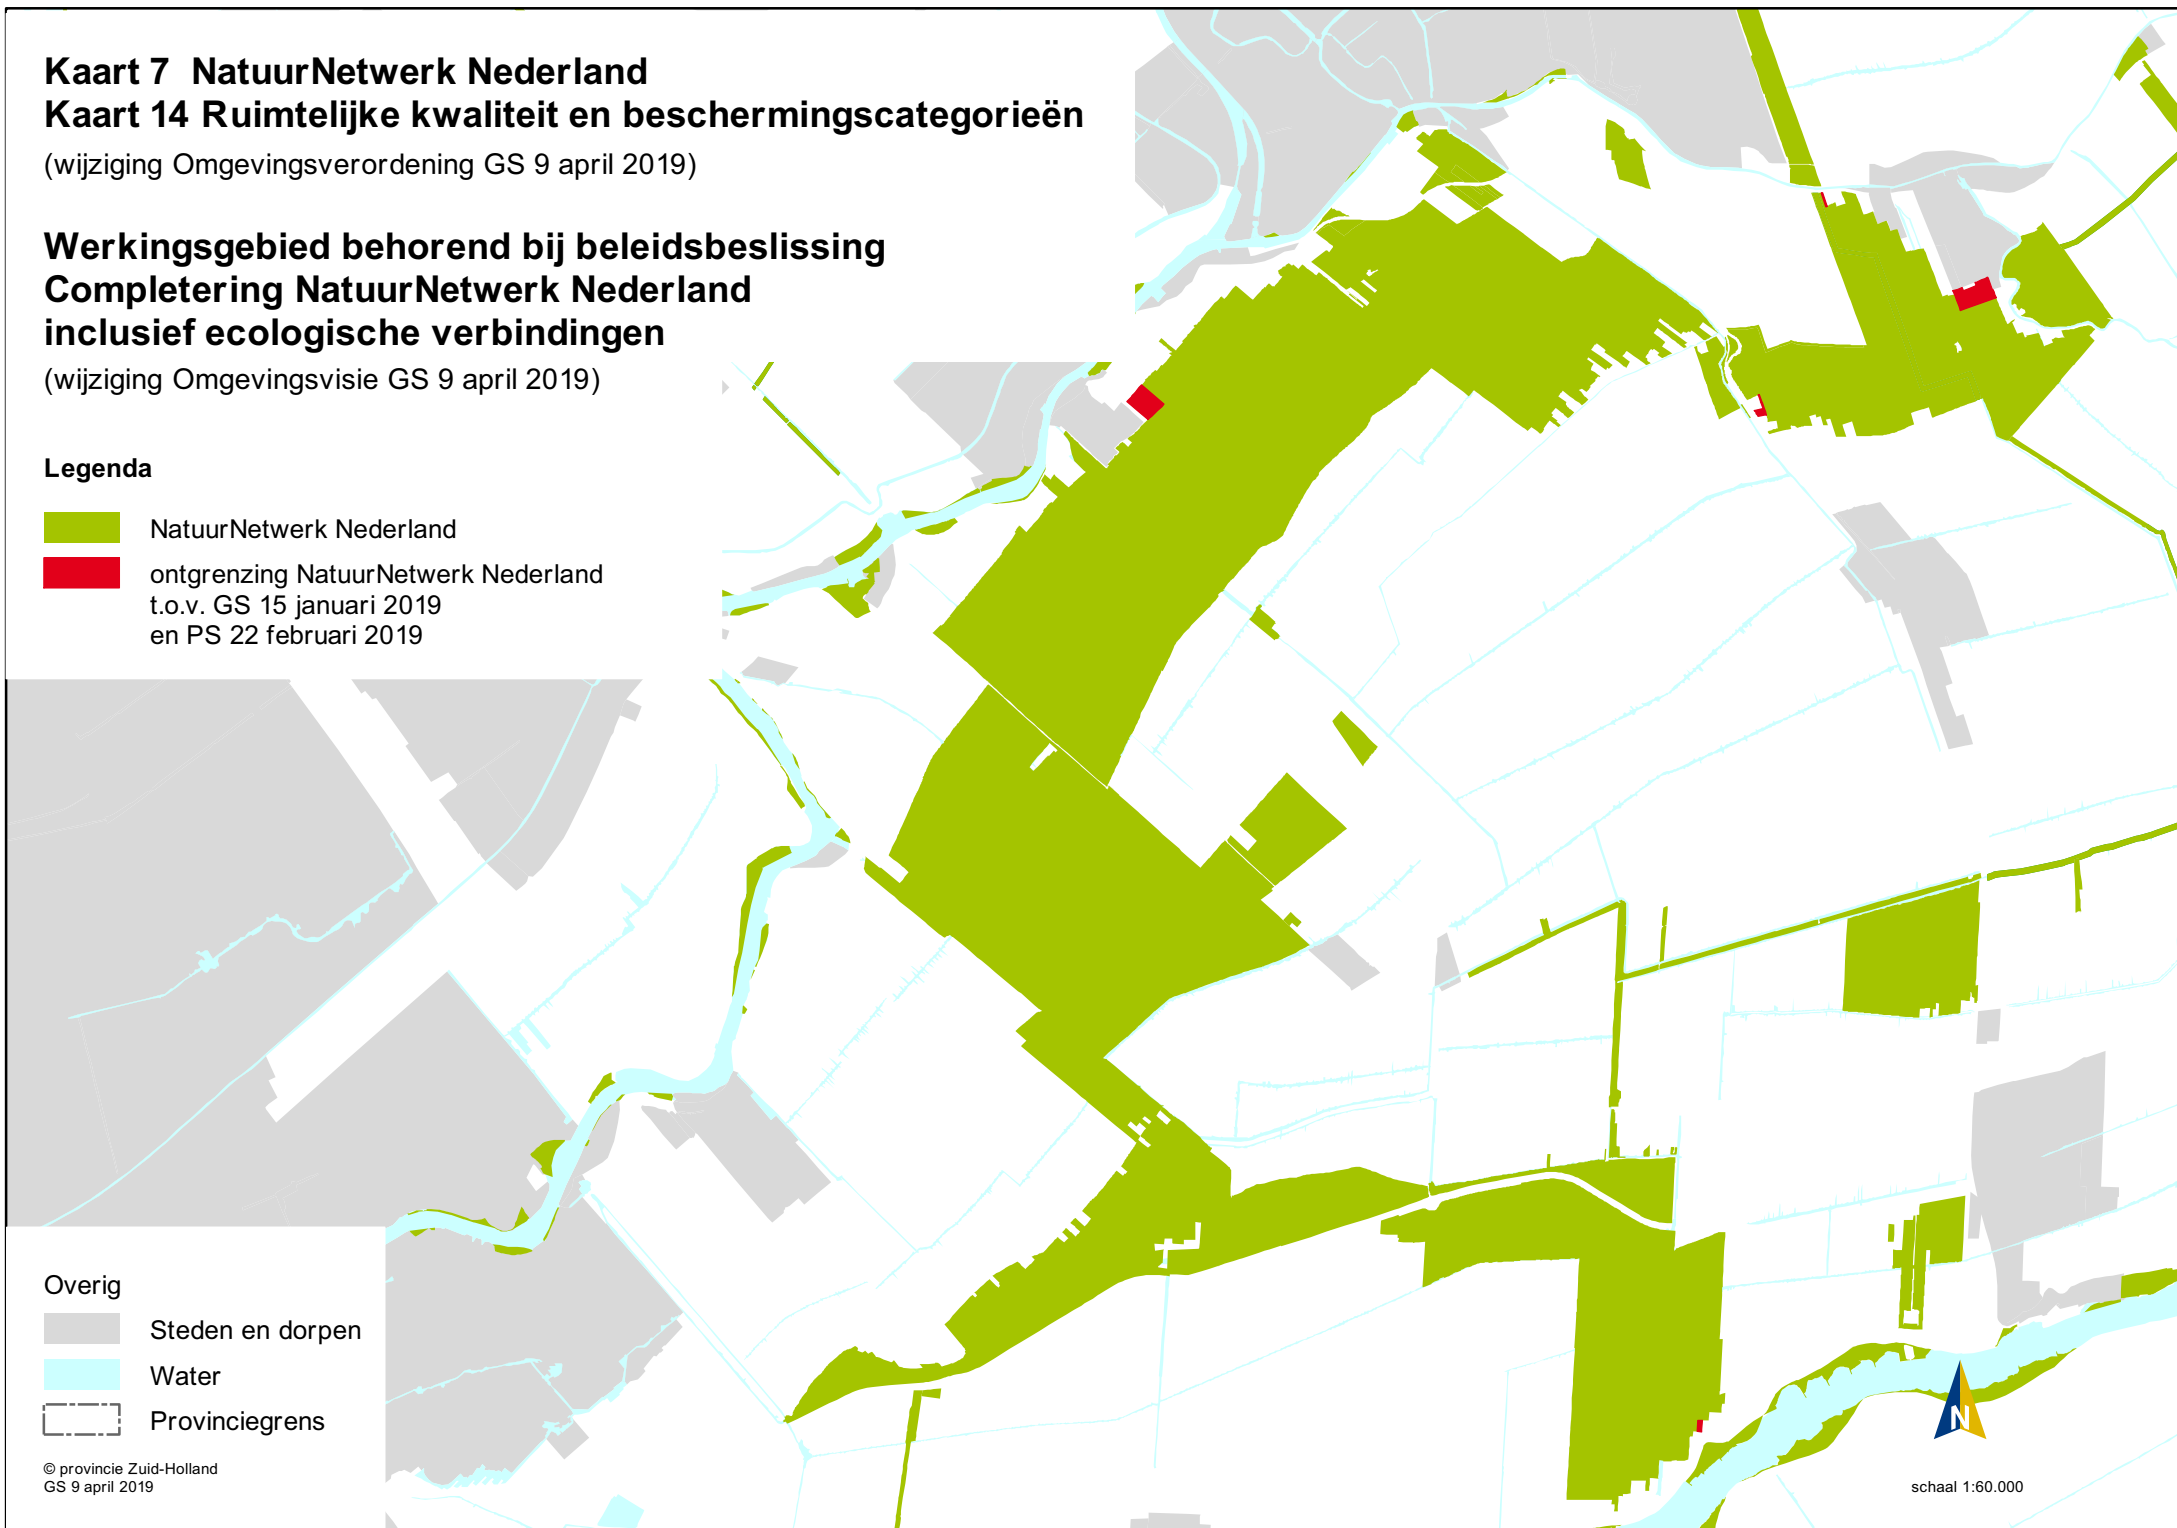 Kaart 7 NatuurNetwerk Nederland
Kaart 14 Ruimtelijke kwaliteit en beschermingscategorieën
(wijziging Omgevingsverordening GS 9 april 2019)
Werkingsgebied behorend bij beleidsbeslissing
Completering NatuurNetwerk Nederland
inclusief ecologische verbindingen
(wijziging Omgevingsvisie GS 9 april 2019)
Legenda
NatuurNetwerk Nederland
ontgrenzing NatuurNetwerk Nederland
t.o.v. GS 15 januari 2019
en PS 22 februari 2019
Overig
Steden en dorpen
Water
Provinciegrens
© provincie Zuid-Holland
GS 9 april 2019
N
schaal 1:60.000